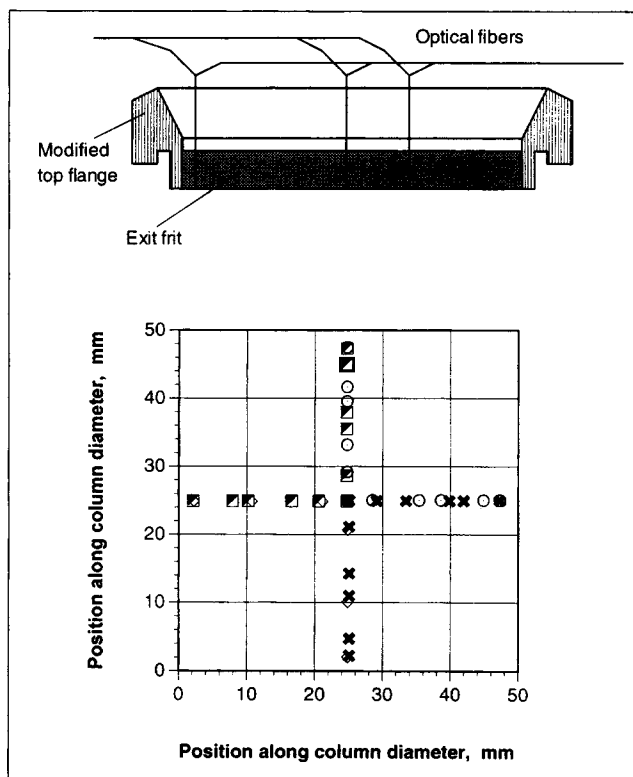 Optical fibers
Modified
top flange
Exit frit
50
40
30
20
10
0
Position along column diameter, mm
0
10
20
30
40
50
Position along column diameter, mm